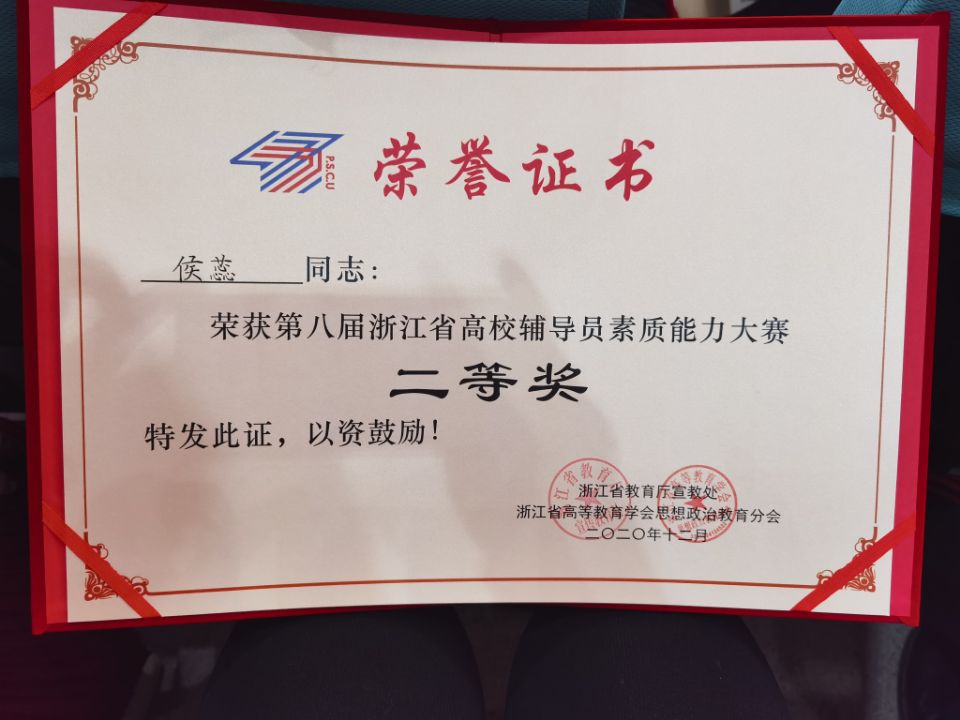 P.S.C.U
荣誉证书
侯蕊 同志:
荣获第八届浙江省高校辅导员素质能力大赛
二等奖
特发此证,以资鼓励!
浙江省教育厅宣教处
浙江省高等教育学会思想政治教育分会
二〇二〇年十二月